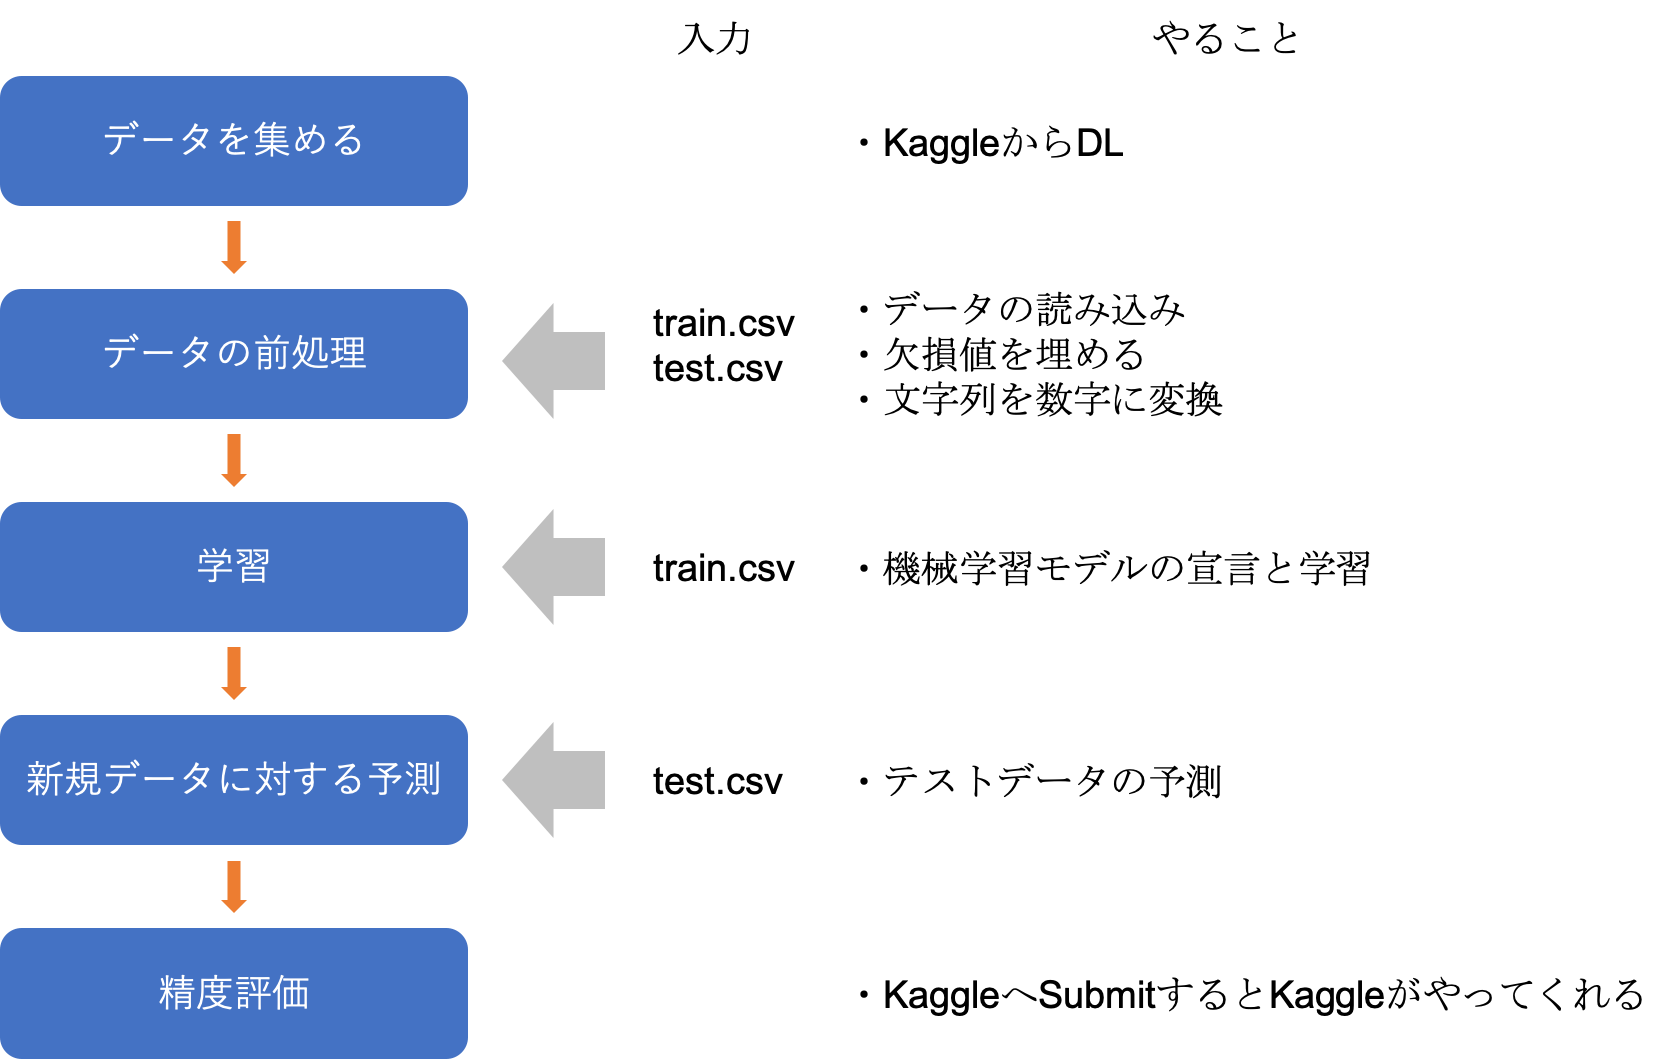 入力
やること
データを集める
・KaggleからDL
データの前処理
train.csv
test.csv
・データの読み込み
・欠損値を埋める
・文字列を数字に変換
学習
train.csv
・機械学習モデルの宣言と学習
新規データに対する予測
test.csv
・テストデータの予測
精度評価
・KaggleへSubmitするとKaggleがやってくれる